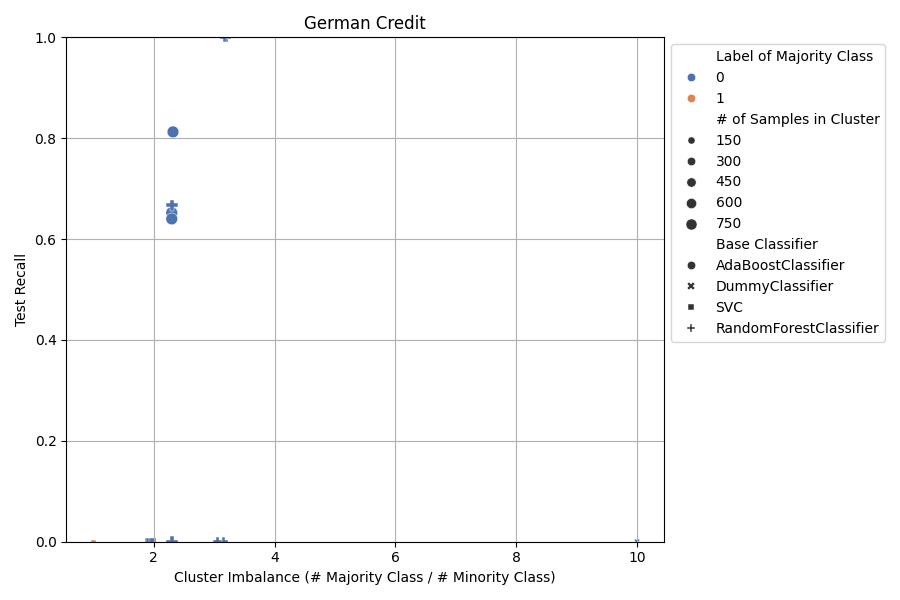 German Credit
1.0
0.8
0.6
0.4
0.2
0.0
Test Recall
2
4
6
8
10
Cluster Imbalance (# Majority Class / # Minority Class)
Label of Majority Class
0
1
# of Samples in Cluster
150
300
450
600
750
Base Classifier
AdaBoostClassifier
DummyClassifier
SVC
RandomForestClassifier